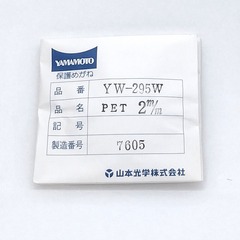 YAMAMOTO
保護めがね
品番 YW-295W
品名 PET 2m/m
記号
製造番号 7605
山本光学株式会社